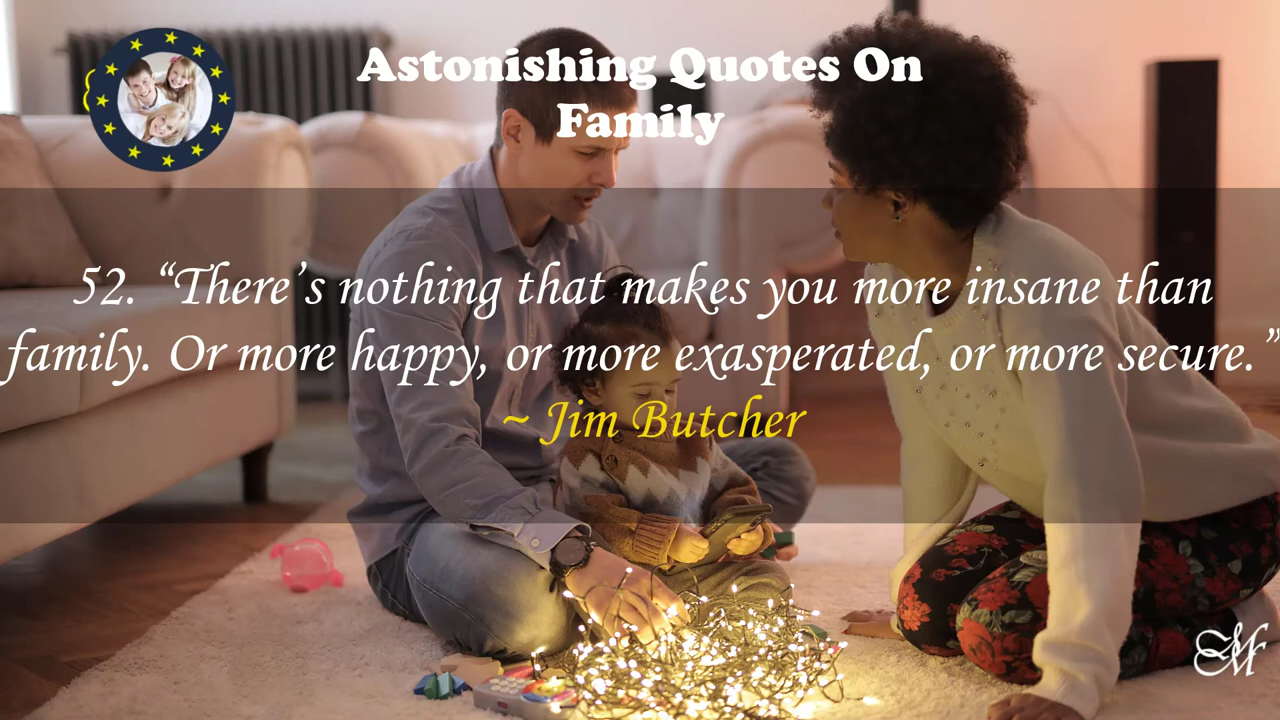 Astonishing Quotes On
Family
52. “There’s nothing that makes you more insane than
family. Or more happy, or more exasperated, or more secure.”
~ Jim Butcher